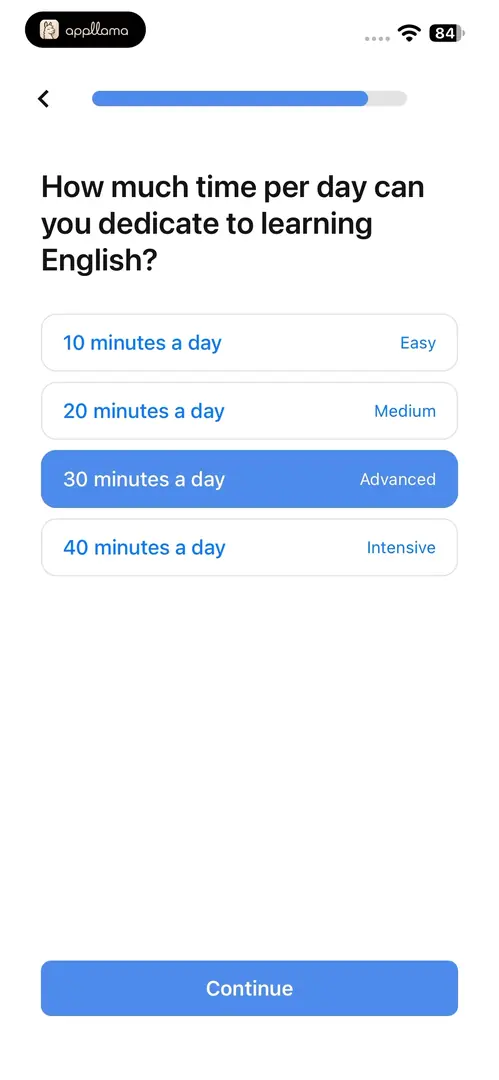 appllama
84
How much time per day can
you dedicate to learning
English?
10 minutes a day Easy
20 minutes a day Medium
30 minutes a day Advanced
40 minutes a day Intensive
Continue